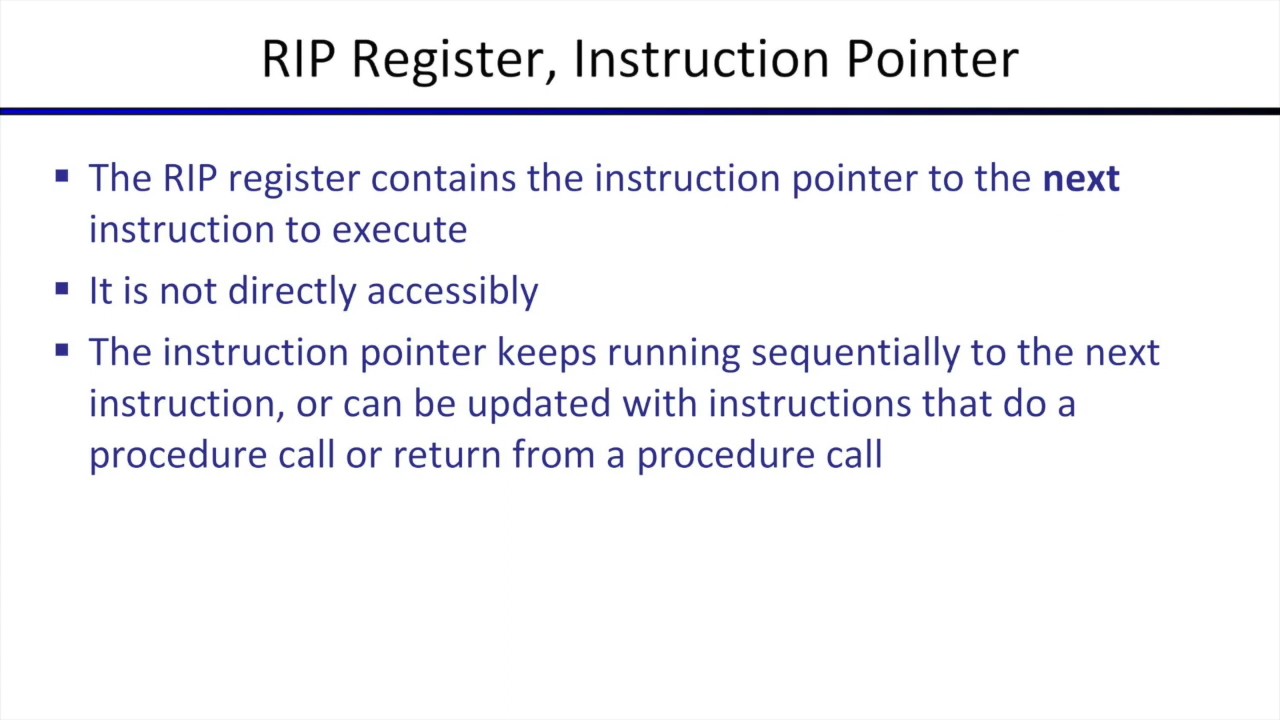 RIP Register, Instruction Pointer
▪ The RIP register contains the instruction pointer to the next
instruction to execute
▪ It is not directly accessibly
▪ The instruction pointer keeps running sequentially to the next
instruction, or can be updated with instructions that do a
procedure call or return from a procedure call